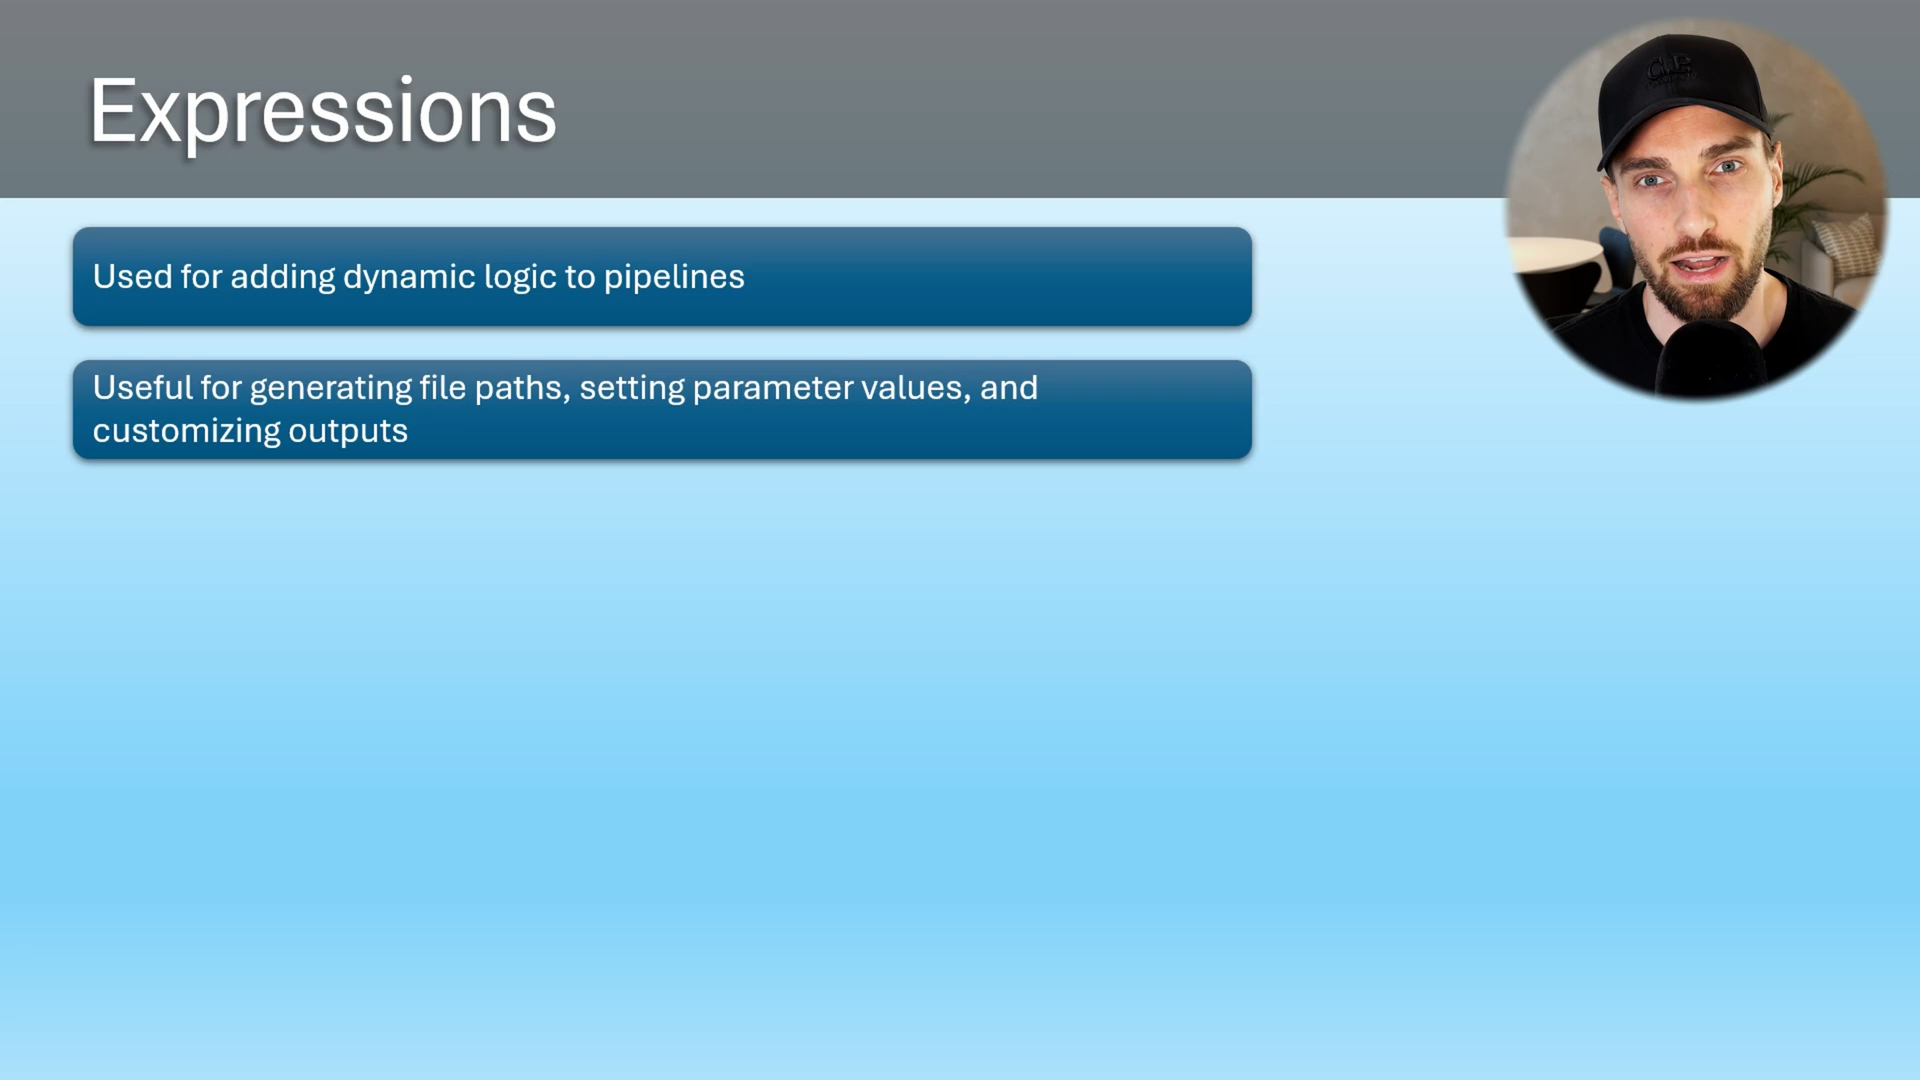 Expressions
Used for adding dynamic logic to pipelines
Useful for generating file paths, setting parameter values, and
customizing outputs